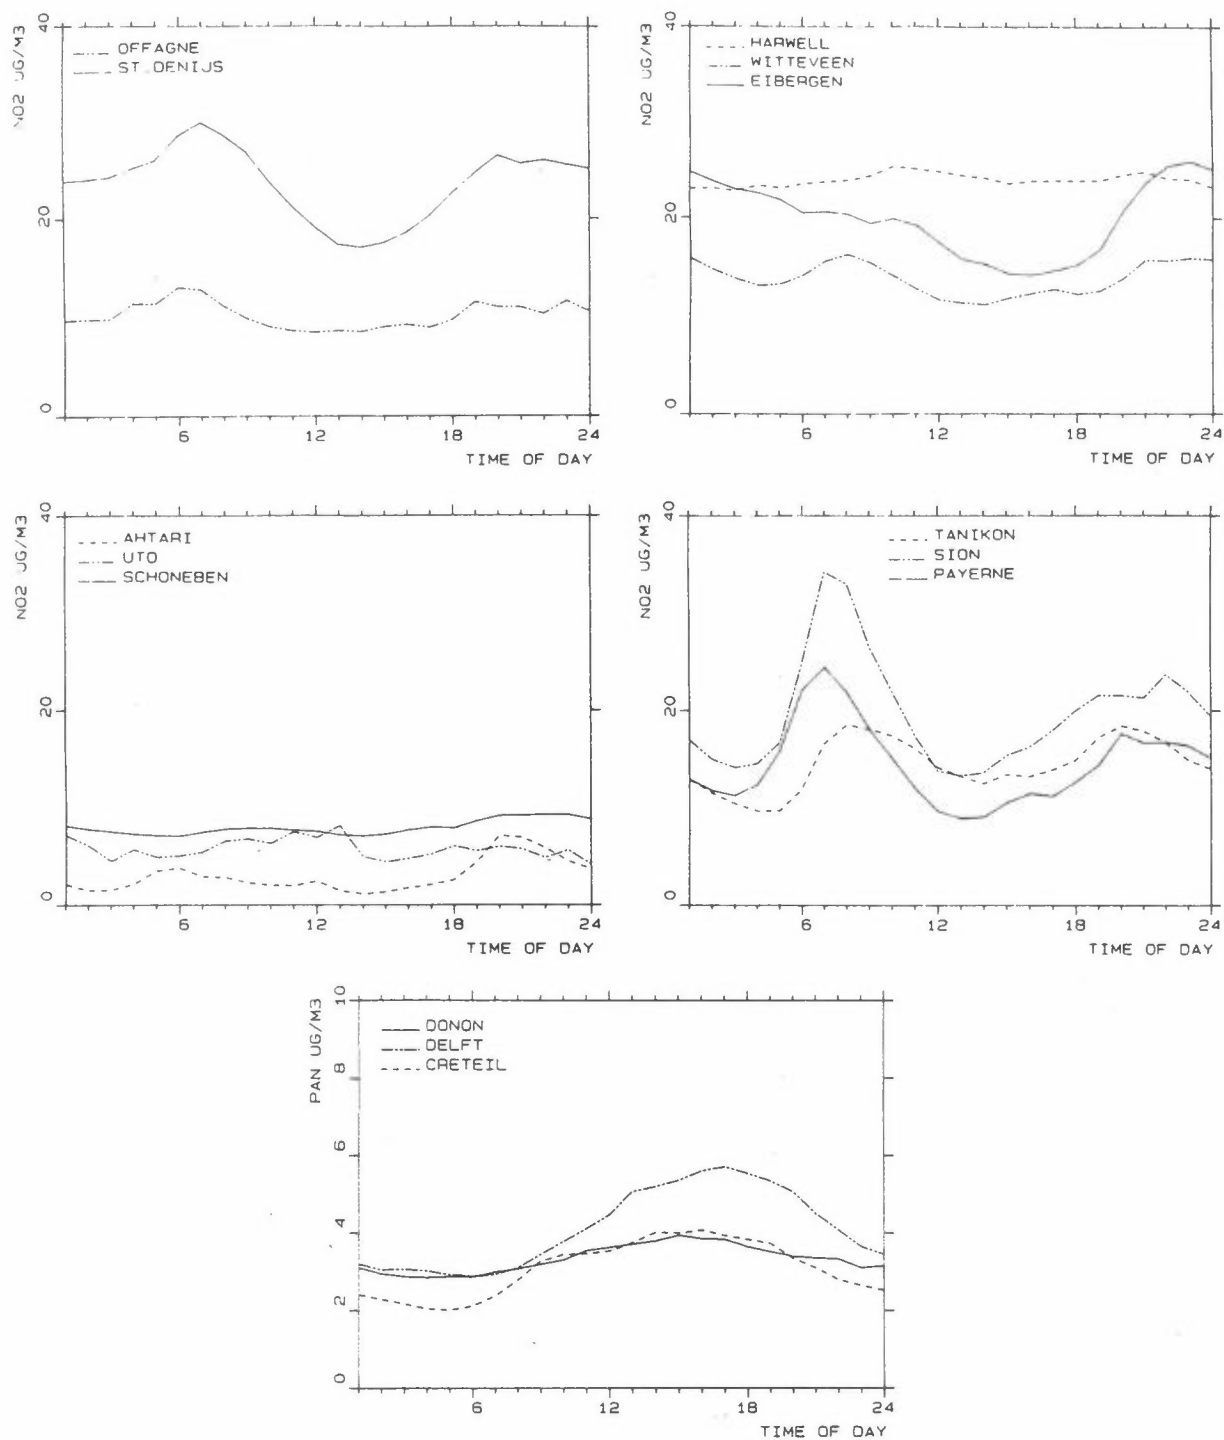 NO2 UG/M3
40
20
0
OFFAGNE
ST.DENIJS
6 12 18 24
TIME OF DAY
NO2 UG/M3
40
20
0
HARWELL
WITTEVEEN
EIBERGEN
6 12 18 24
TIME OF DAY
NO2 UG/M3
40
20
0
AHTARI
UTO
SCHONEBEN
6 12 18 24
TIME OF DAY
NO2 UG/M3
40
20
0
TANIKON
SION
PAYERNE
6 12 18 24
TIME OF DAY
PAN UG/M3
10
8
6
4
2
0
DONON
DELFT
CRETEIL
6 12 18 24
TIME OF DAY